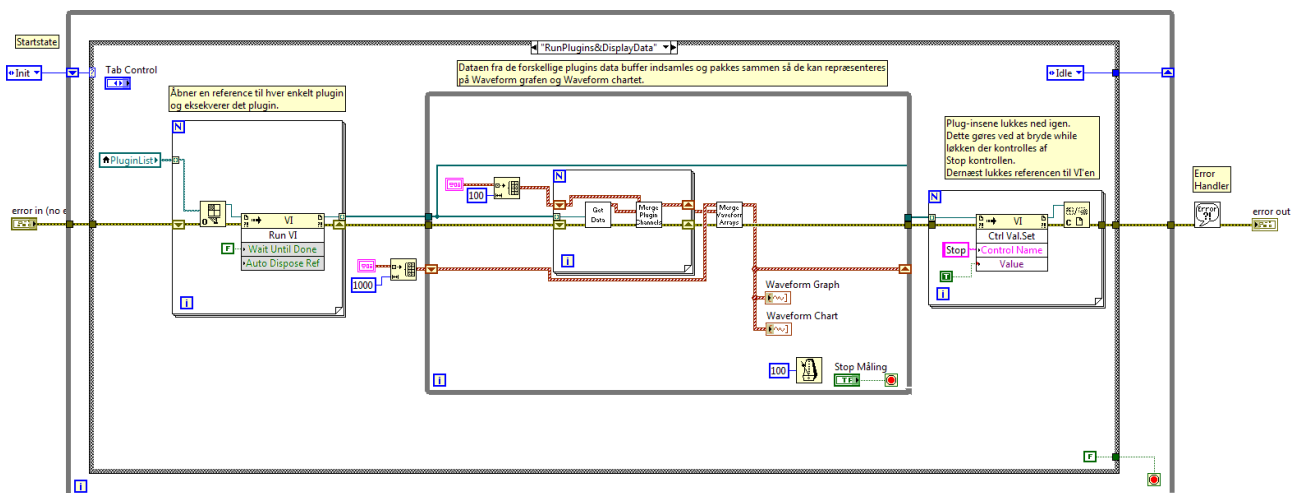 Startstate
Init
"RunPlugins&DisplayData"
Tab Control
Dataen fra de forskellige plugins data buffer indsamles og pakkes sammen så de kan repræsenteres
på Waveform grafen og Waveform chartet.
Idle
Åbner en reference til hver enkelt plugin
og eksekverer det plugin.
Plug-insene lukkes ned igen.
Dette gøres ved at bryde while
løkken der kontrolles af
Stop kontrollen.
Dernæst lukkes referencen til VI'en
N
PluginList
error in (no e
VI
Run VI
F
Wait Until Done
Auto Dispose Ref
i
100
N
Get
Data
Merge
Plugin
Channels
i
Merge
Waveform
Arrays
1000
Waveform Graph
Waveform Chart
100
Stop Måling
TF
i
N
VI
Ctrl Val.Set
Stop
Control Name
T
Value
i
Error
Handler
Error
?!
error out
F
i